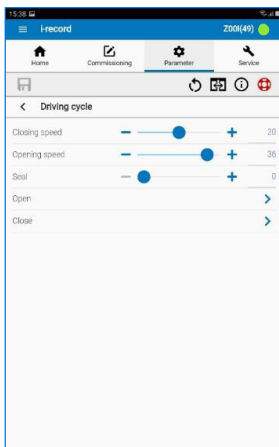 15:38
i-record Z00I(49)
Home Commissioning Parameter Service
Driving cycle
Closing speed 20
Opening speed 36
Seal 0
Open
Close